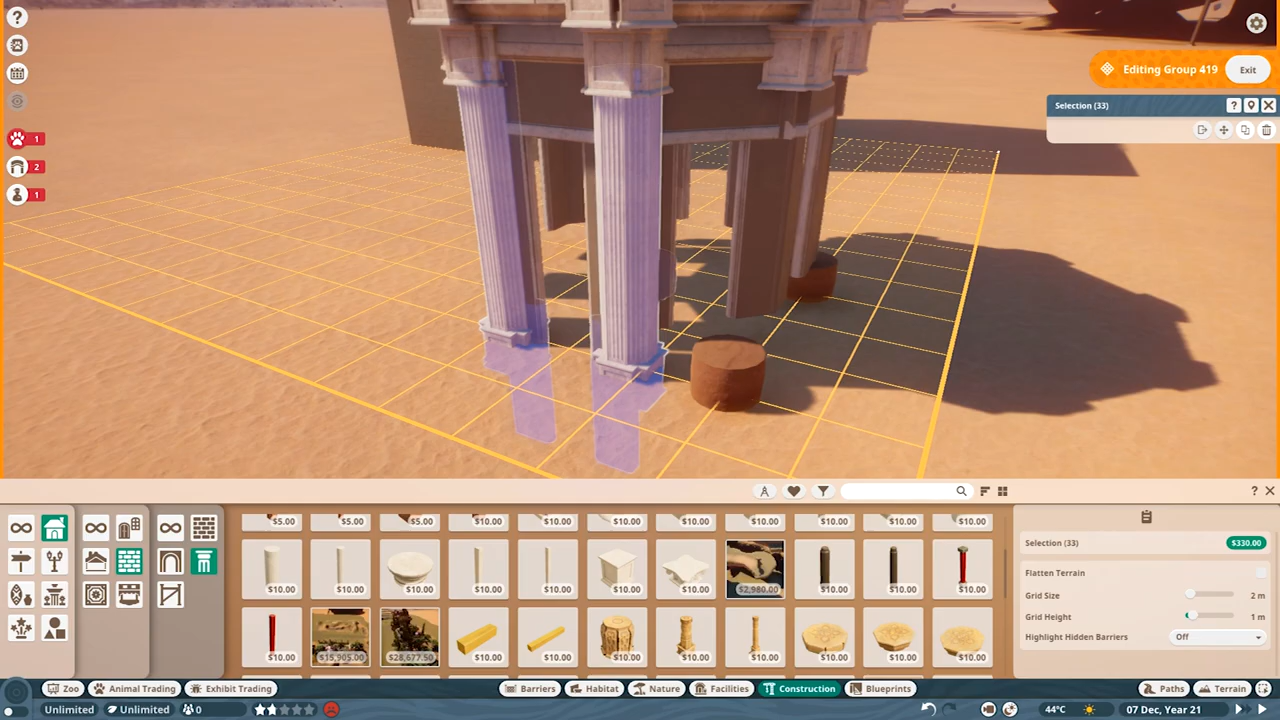 ?
Editing Group 419
Exit
Selection (33)
?
1
2
1
?
$5.00 $5.00 $5.00 $10.00 $10.00 $10.00 $10.00 $10.00 $10.00 $10.00 $10.00
$10.00 $10.00 $10.00 $10.00 $10.00 $10.00 $10.00 $2,980.00 $10.00 $10.00 $10.00
$10.00 $15,905.00 $28,677.50 $10.00 $10.00 $10.00 $10.00 $10.00 $10.00 $10.00 $10.00
Selection (33) $330.00
Flatten Terrain
Grid Size 2 m
Grid Height 1 m
Highlight Hidden Barriers Off
Zoo Animal Trading Exhibit Trading Barriers Habitat Nature Facilities Construction Blueprints Paths Terrain
Unlimited Unlimited 0 44°C 07 Dec, Year 21